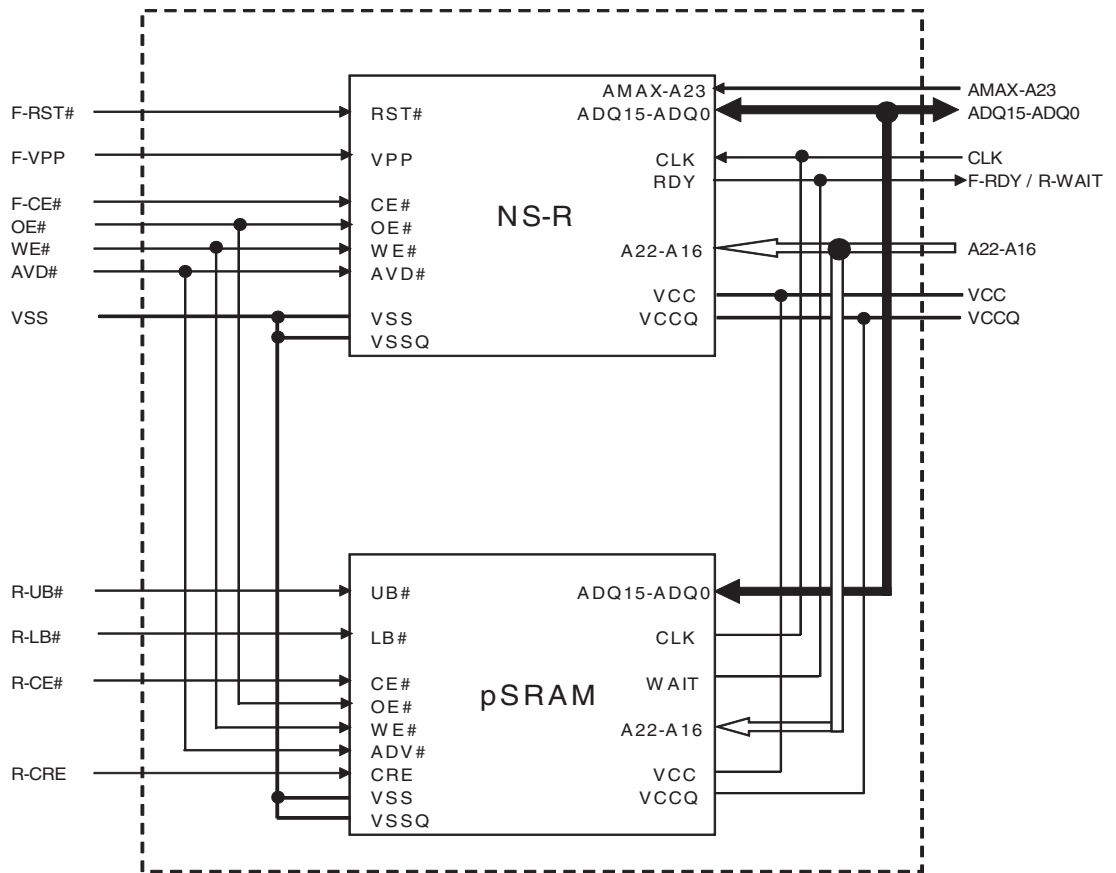 AMAX-A23 AMAX-A23
F-RST# RST# ADQ15-ADQ0 ADQ15-ADQ0
F-VPP VPP CLK CLK
RDY F-RDY / R-WAIT
F-CE# CE# NS-R
OE# OE#
WE# WE# A22-A16 A22-A16
AVD# AVD#
VCC VCC
VSS VSS VCCQ VCCQ
VSSQ
R-UB# UB# ADQ15-ADQ0
R-LB# LB# CLK
R-CE# CE# pSRAM WAIT
OE#
WE# A22-A16
ADV#
R-CRE CRE VCC
VSS VCCQ
VSSQ